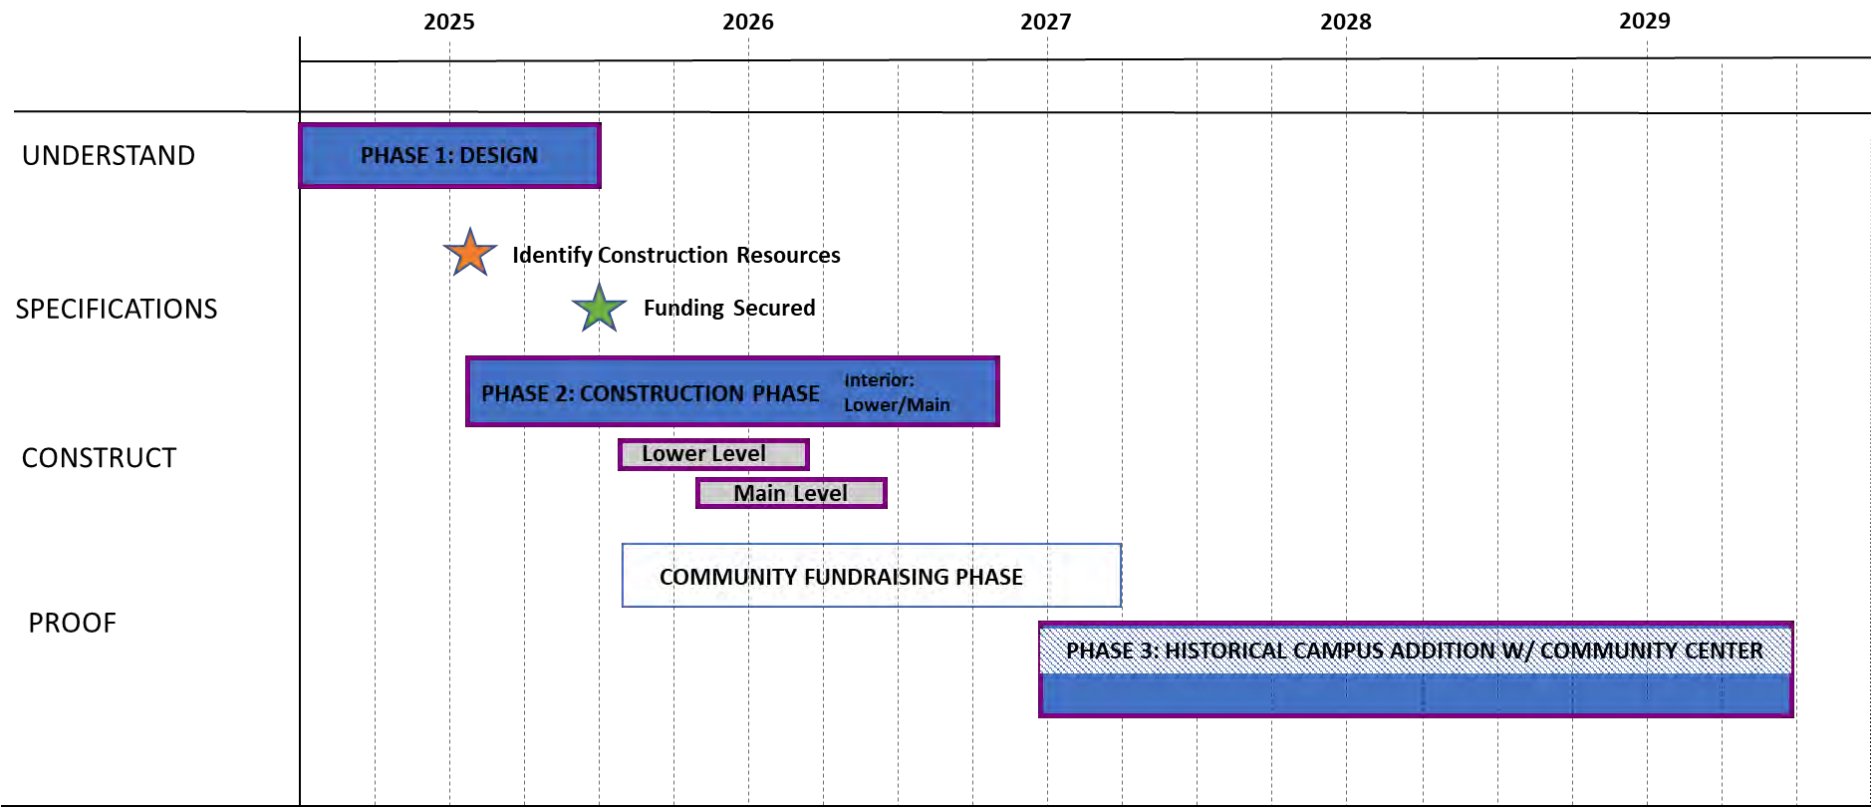 2025 2026 2027 2028 2029
UNDERSTAND
PHASE 1: DESIGN
Identify Construction Resources
SPECIFICATIONS
Funding Secured
PHASE 2: CONSTRUCTION PHASE
Interior:
Lower/Main
CONSTRUCT
Lower Level
Main Level
COMMUNITY FUNDRAISING PHASE
PROOF
PHASE 3: HISTORICAL CAMPUS ADDITION W/ COMMUNITY CENTER